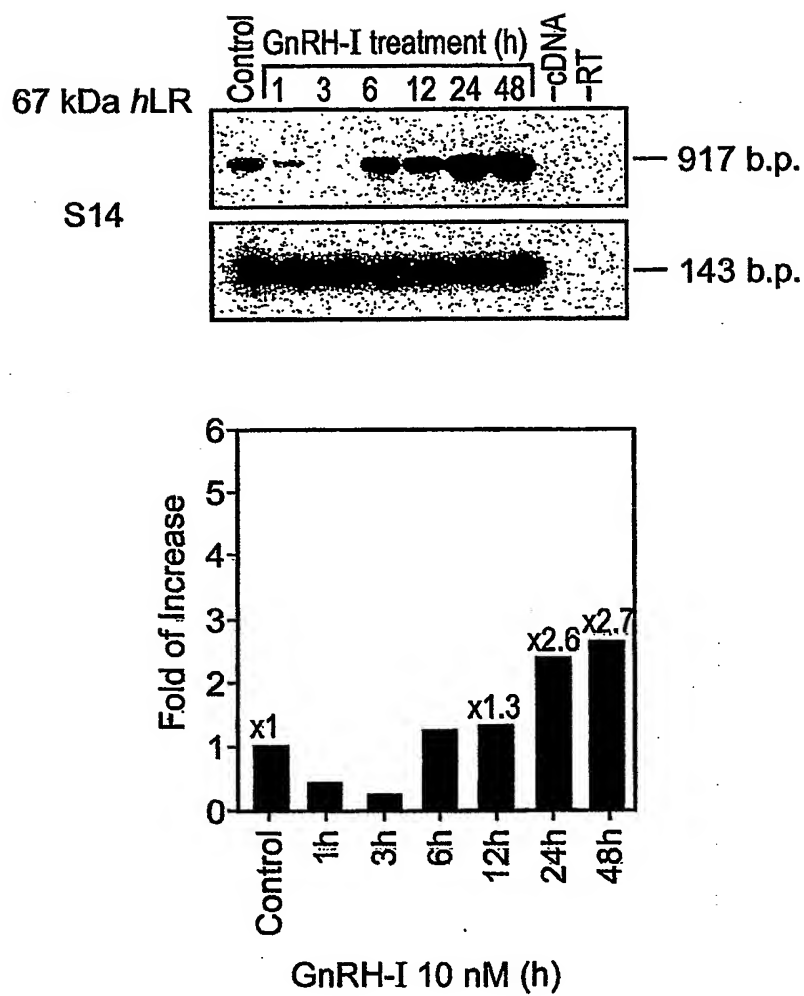 Control
GnRH-I treatment (h)
1 3 6 12 24 48
-cDNA
-RT
67 kDa hLR
917 b.p.
S14
143 b.p.
Fold of Increase
6
5
4
3
2
1
0
x1
x1.3
x2.6
x2.7
Control
1h
3h
6h
12h
24h
48h
GnRH-I 10 nM (h)